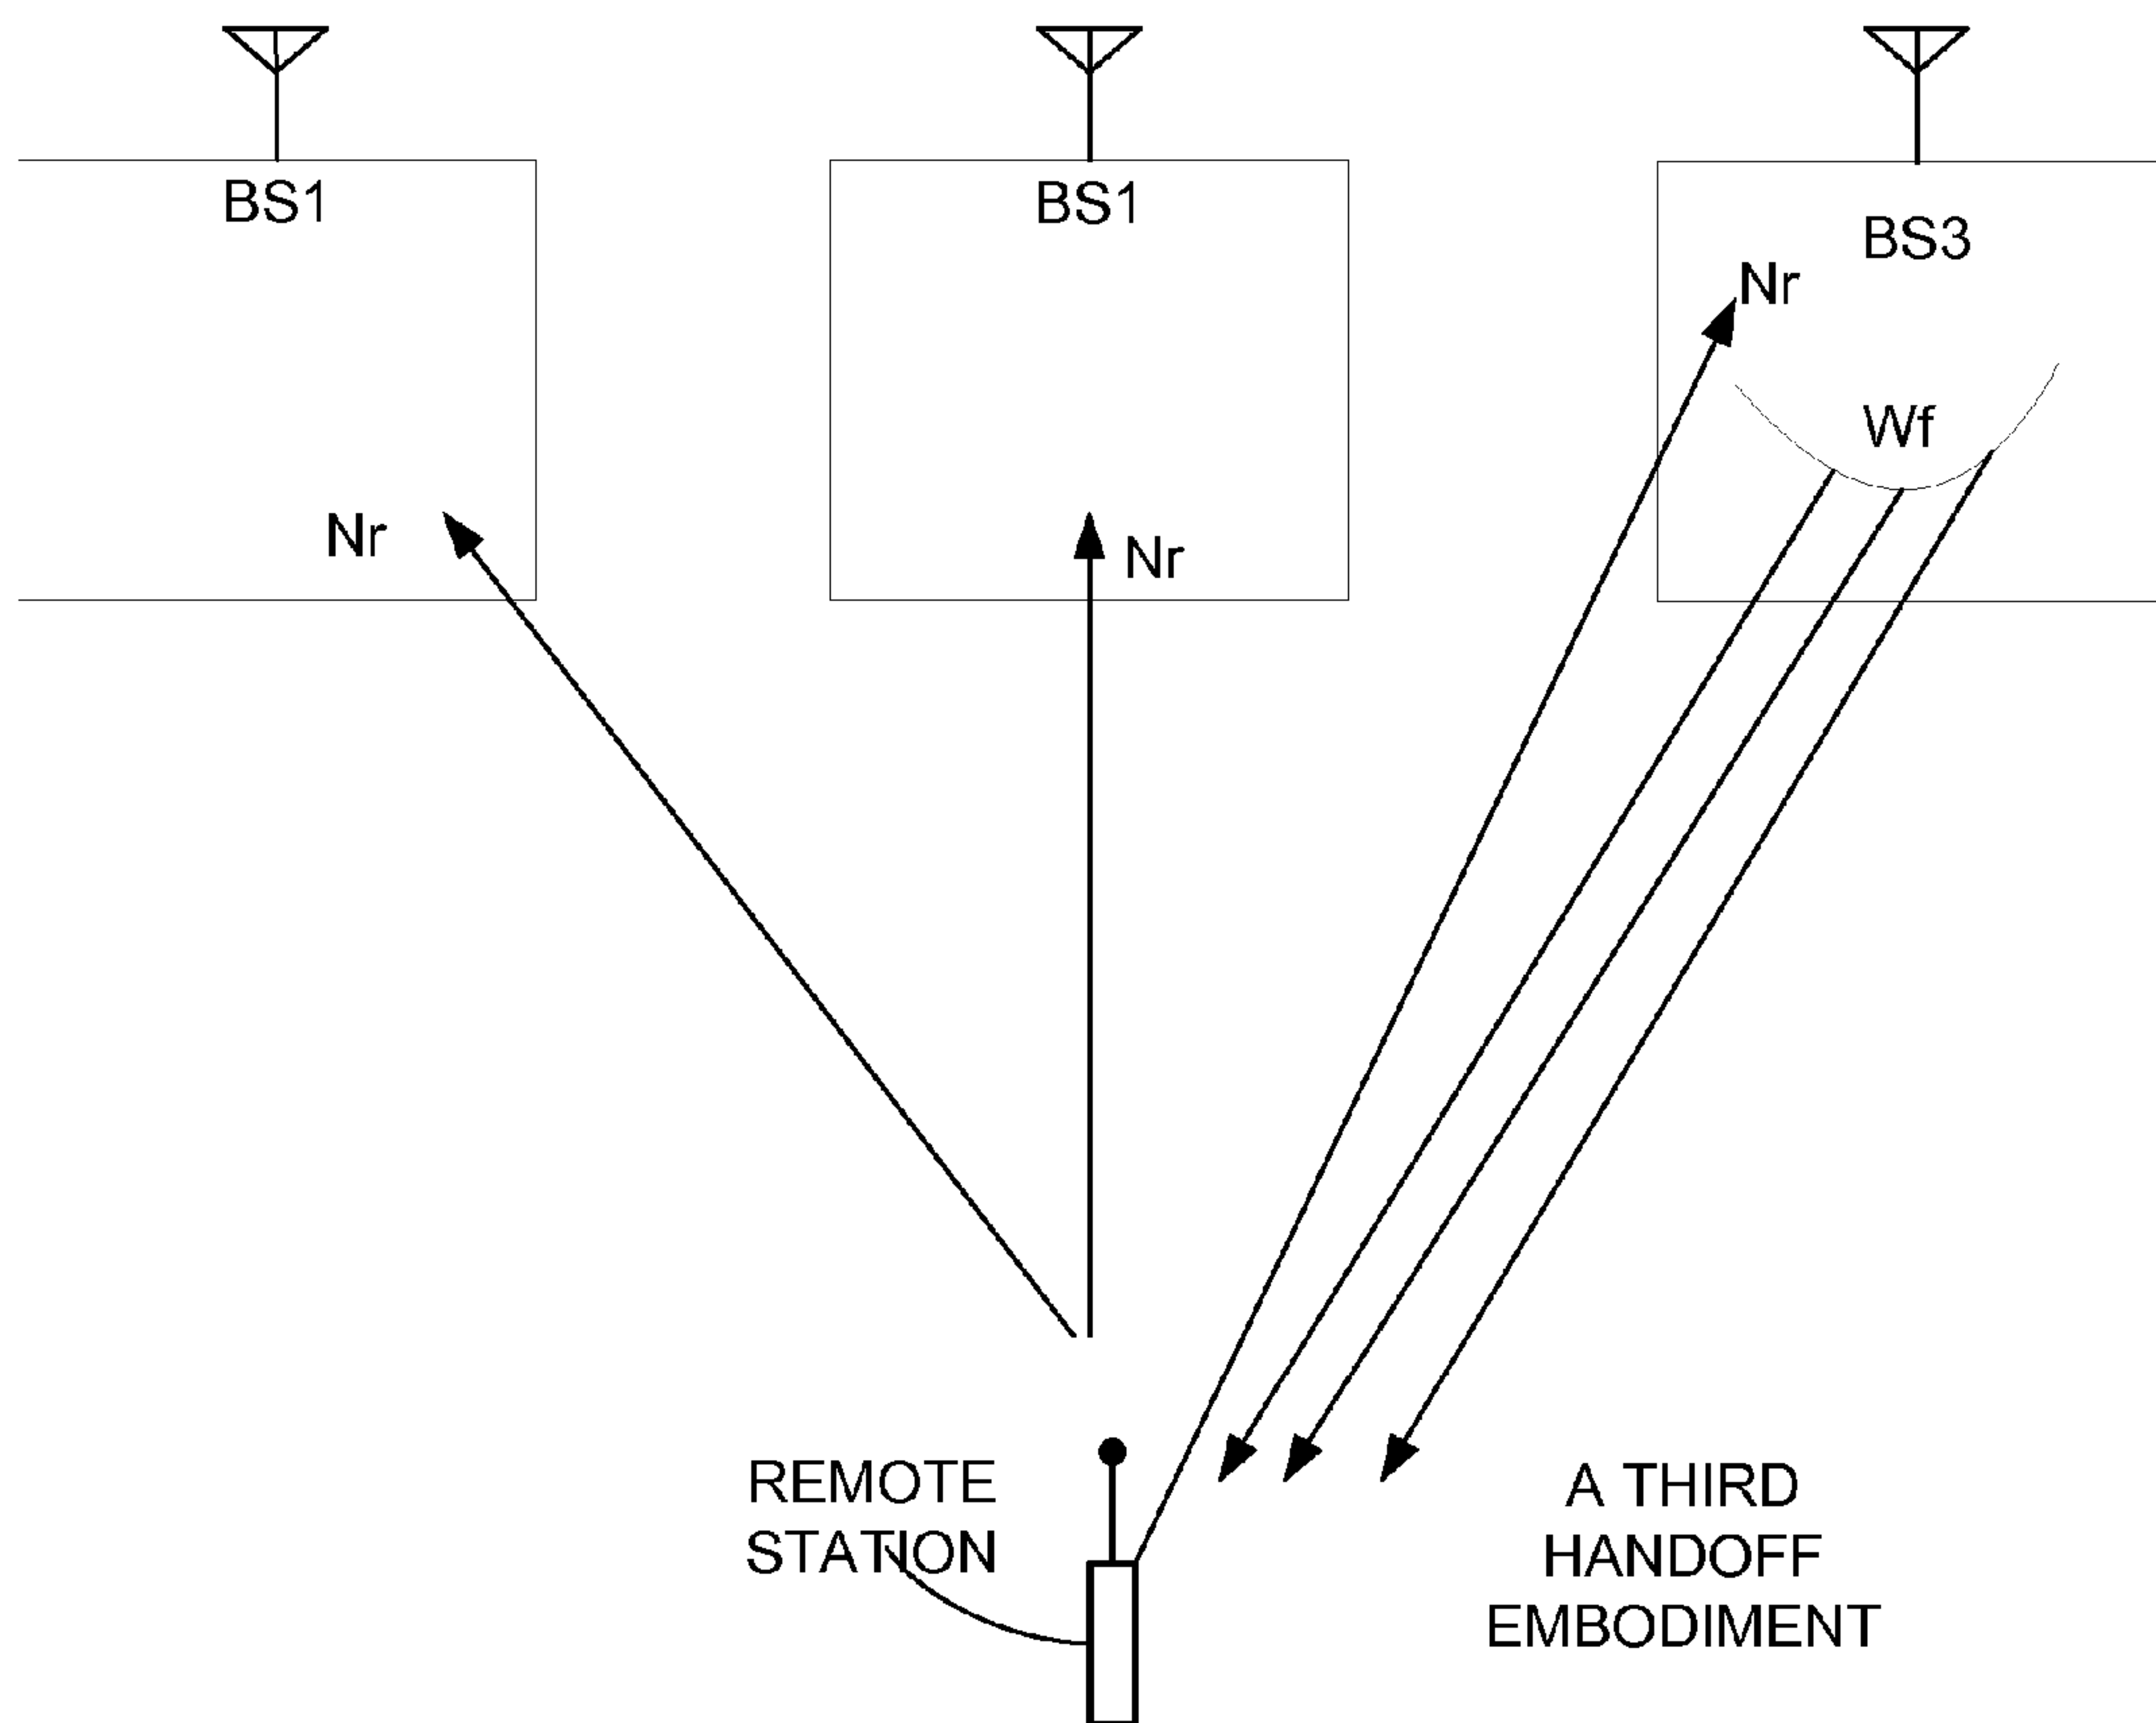 BS1
BS1
BS3
Nr
Wf
Nr
Nr
REMOTE
STATION
A THIRD
HANDOFF
EMBODIMENT